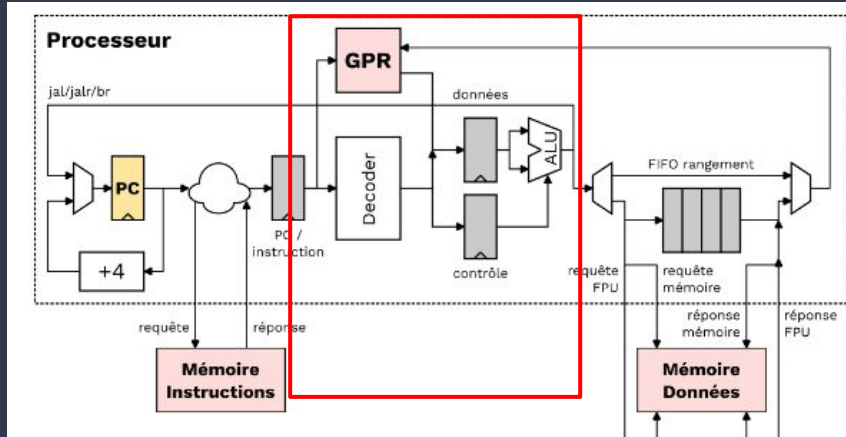 Processeur
GPR
jal/jalr/br
données
PC
Decoder
ALU
FIFO rangement
+4
PC /
instruction
contrôle
requête
FPU
requête
mémoire
requête
réponse
réponse
mémoire
réponse
FPU
Mémoire
Instructions
Mémoire
Données